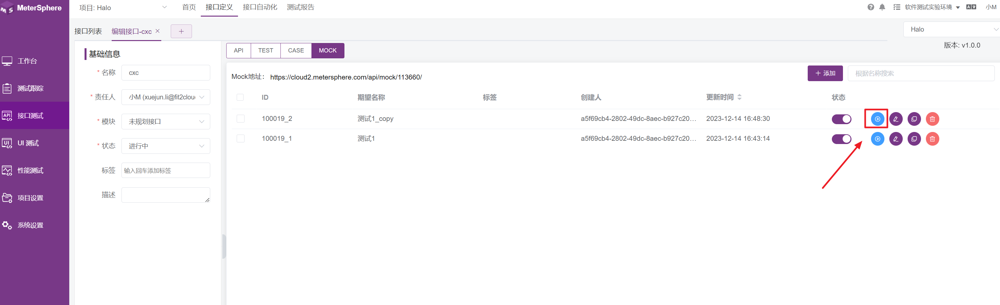 MeterSphere
项目: Halo
首页
接口定义
接口自动化
测试报告
软件测试实验环境
小M
接口列表
编辑接口-cxc
Halo
版本: v1.0.0
工作台
测试跟踪
接口测试
UI 测试
性能测试
项目设置
系统设置
基础信息
* 名称 cxc
* 责任人 小M (xuejun.li@fit2clou
* 模块 未规划接口
* 状态 进行中
标签 输入回车添加标签
描述
API TEST CASE MOCK
Mock地址： https://cloud2.metersphere.com/api/mock/113660/
+ 添加
根据名称搜索
ID 期望名称 标签 创建人 更新时间 状态
100019_2 测试1_copy a5f69cb4-2802-49dc-8aec-b927c20... 2023-12-14 16:48:30
100019_1 测试1 a5f69cb4-2802-49dc-8aec-b927c20... 2023-12-14 16:43:14